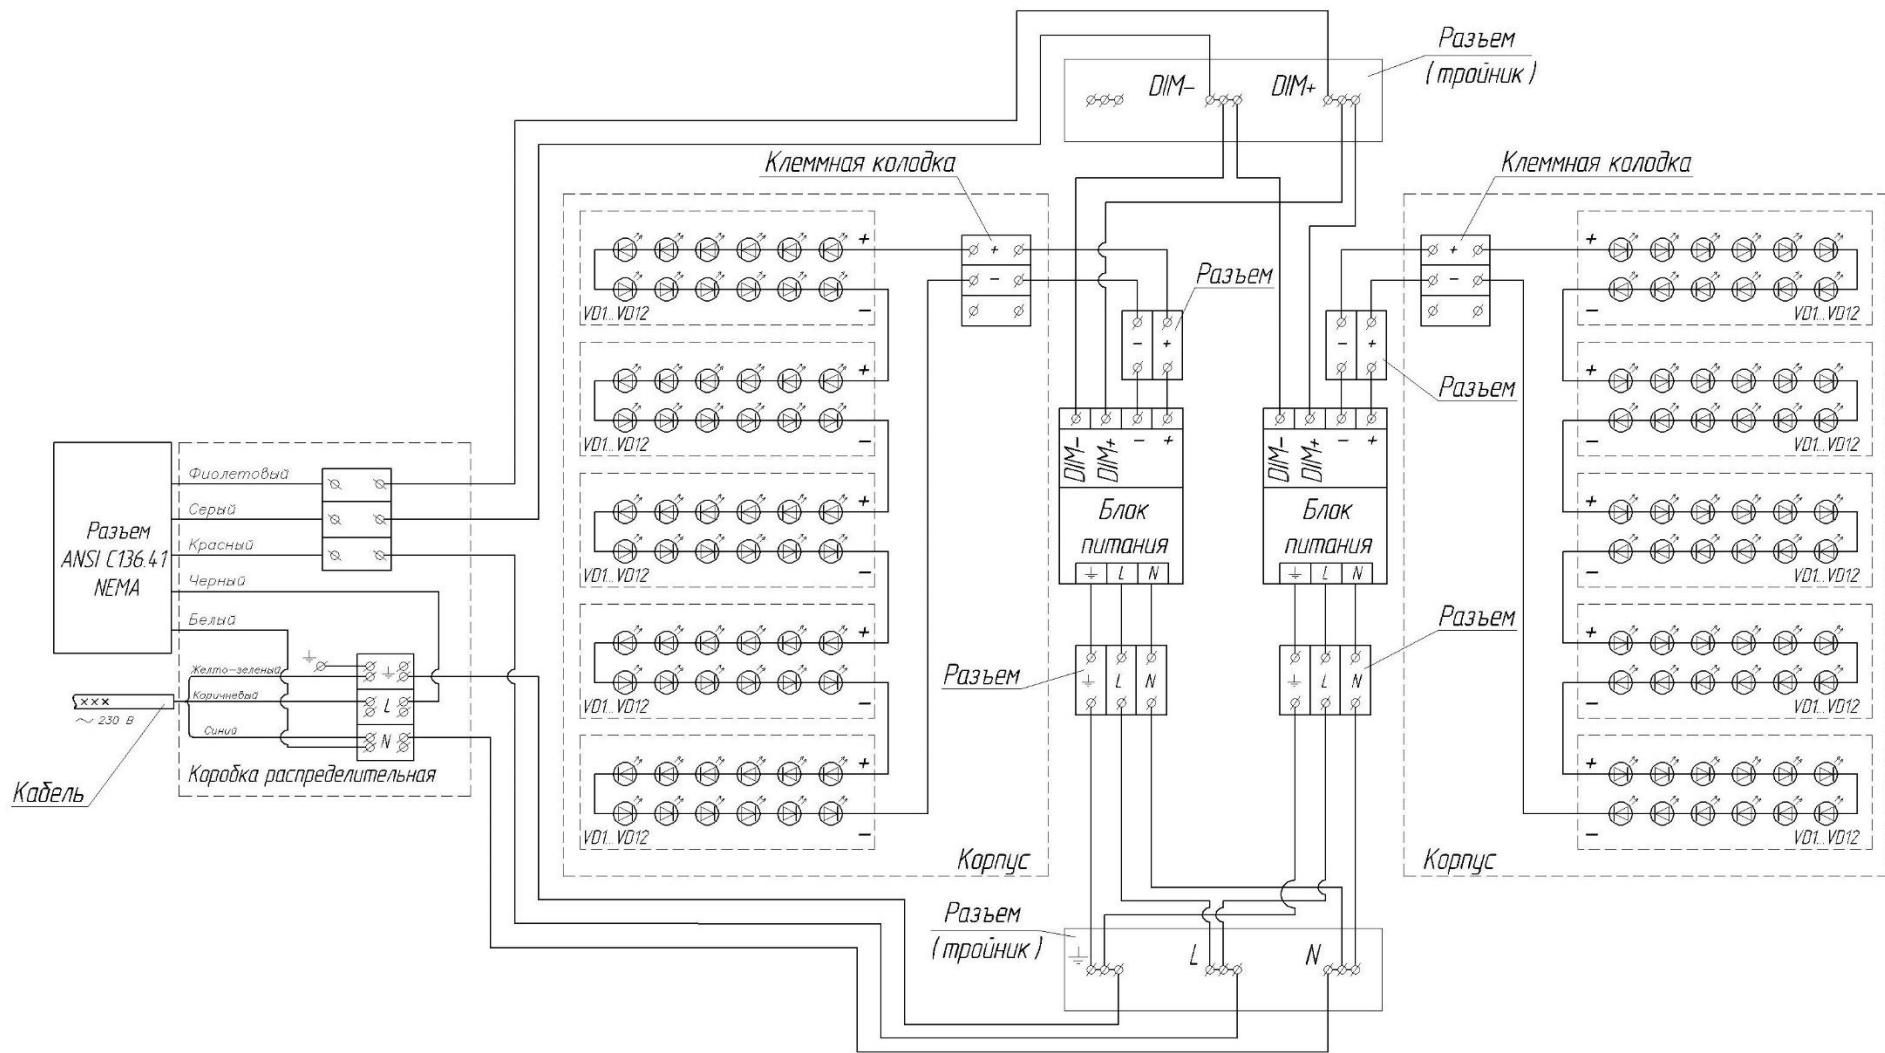 Разъем
(тройник)
DIM-
DIM+
Клеммная колодка
Клеммная колодка
+
-
VD1...VD12
+
-
VD1...VD12
+
-
VD1...VD12
+
-
VD1...VD12
+
-
VD1...VD12
Корпус
+
-
Разъем
-
+
-
+
Разъем
+
-
+
-
VD1...VD12
+
-
VD1...VD12
+
-
VD1...VD12
+
-
VD1...VD12
+
-
VD1...VD12
Корпус
DIM-
DIM+
-
+
Блок
питания
L
N
DIM-
DIM+
-
+
Блок
питания
L
N
Разъем
L
N
L
N
Разъем
Разъем
ANSI C136.41
NEMA
Фиолетовый
Серый
Красный
Черный
Белый
Желто-зеленый
Коричневый
Синий
L
N
×××
~ 230 В
Кабель
Коробка распределительная
Разъем
(тройник)
L
N